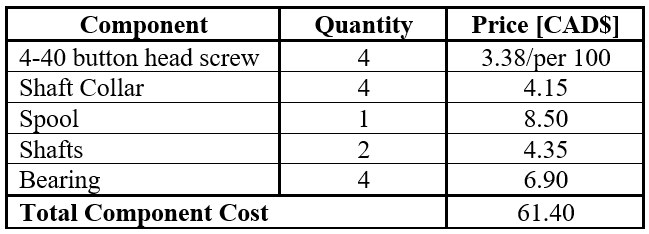 Component Quantity Price [CAD$]
4-40 button head screw 4 3.38/per 100
Shaft Collar 4 4.15
Spool 1 8.50
Shafts 2 4.35
Bearing 4 6.90
Total Component Cost 61.40